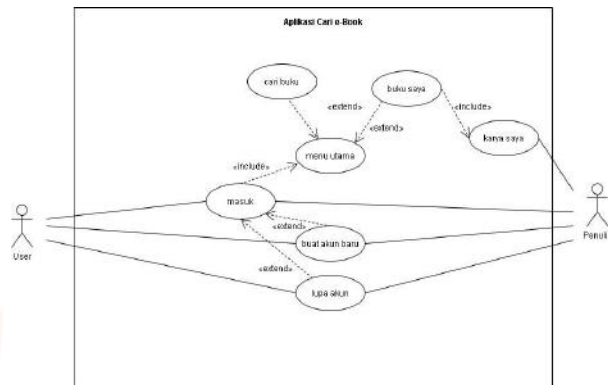 Aplikasi Cari e-Book
cari buku
buku saya
«extend»
«include»
«extend»
karya saya
menu utama
«include»
masuk
«extend»
buat akun baru
User
Penuli
«extend»
lupa akun